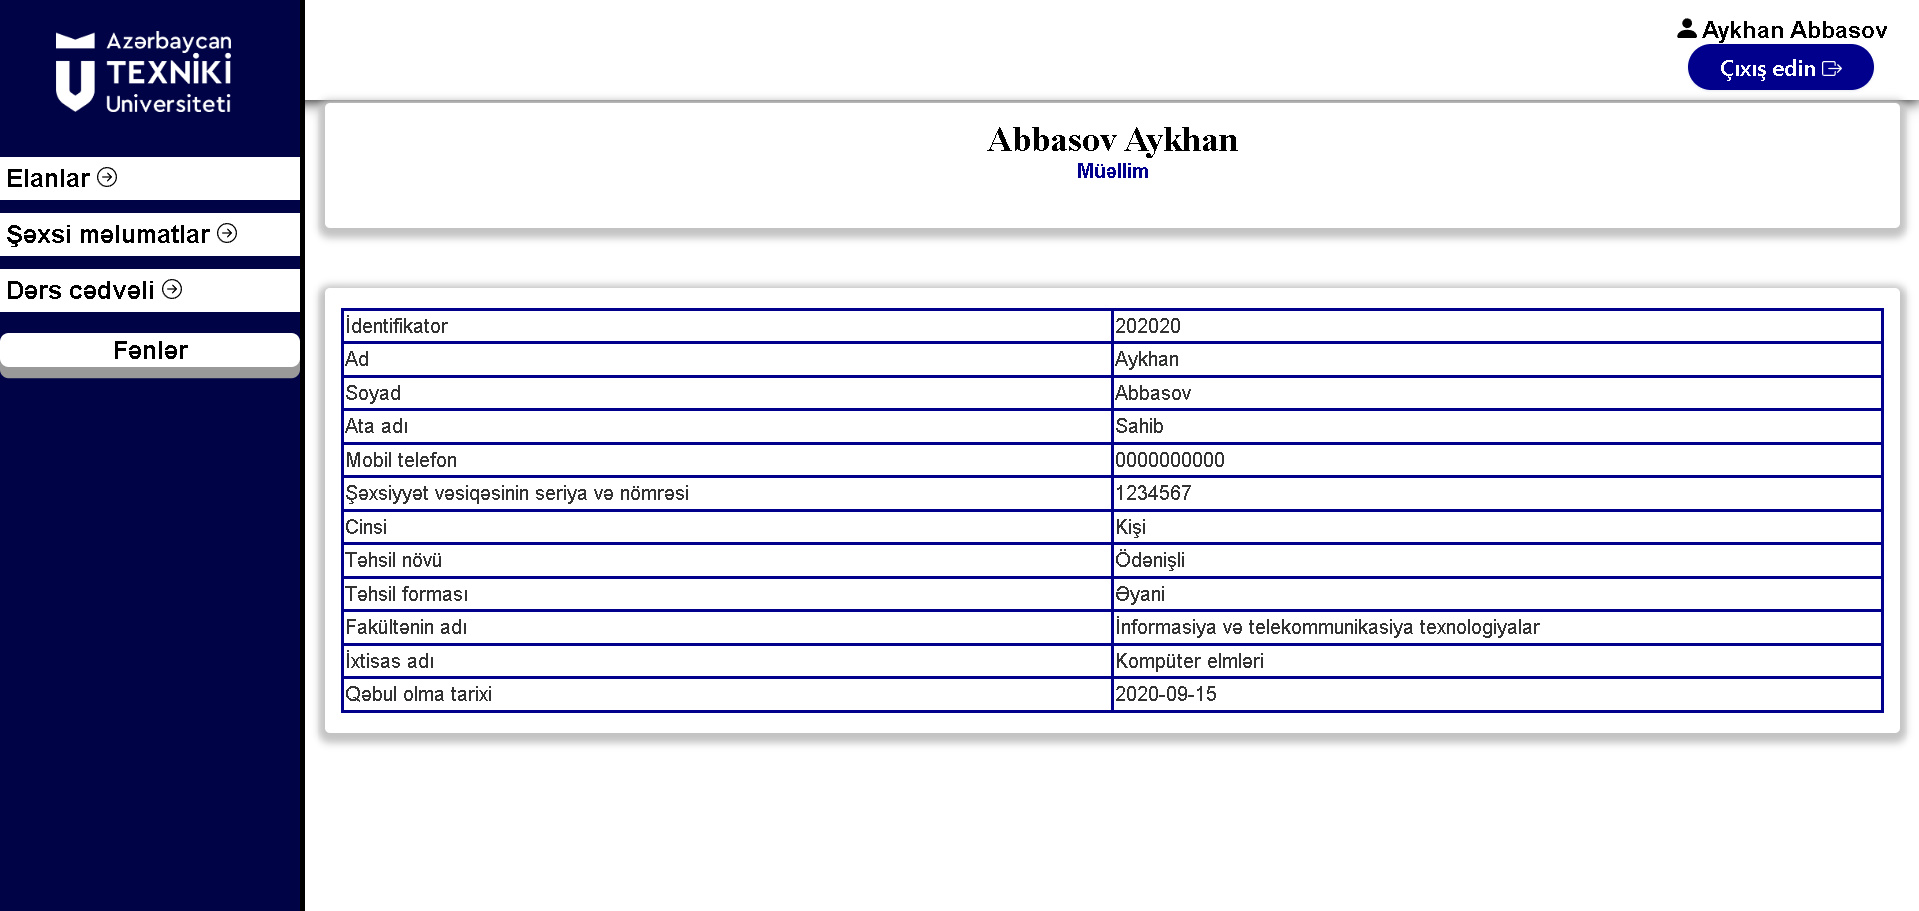 Azərbaycan
TEXNİKİ
Universiteti
Elanlar
Şəxsi məlumatlar
Dərs cədvəli
Fənlər
Aykhan Abbasov
Çıxış edin
Abbasov Aykhan
Müəllim
İdentifikator 202020
Ad Aykhan
Soyad Abbasov
Ata adı Sahib
Mobil telefon 0000000000
Şəxsiyyət vəsiqəsinin seriya və nömrəsi 1234567
Cinsi Kişi
Təhsil növü Ödənişli
Təhsil forması Əyani
Fakültənin adı İnformasiya və telekommunikasiya texnologiyalar
İxtisas adı Kompüter elmləri
Qəbul olma tarixi 2020-09-15